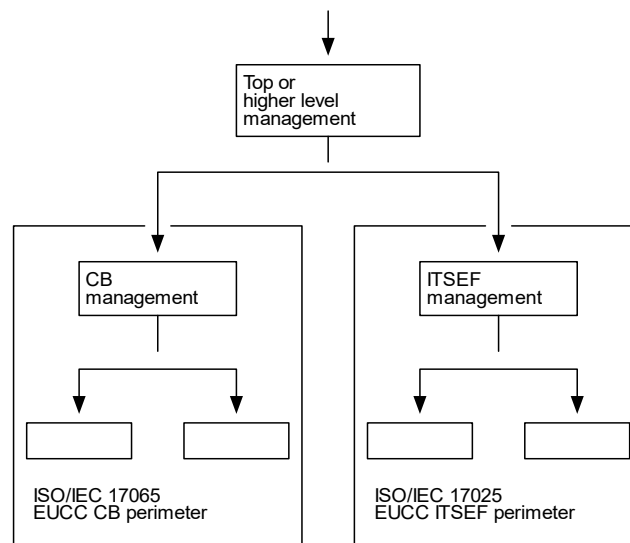 Top or
higher level
management
CB
management
ITSEF
management
ISO/IEC 17065
EUCC CB perimeter
ISO/IEC 17025
EUCC ITSEF perimeter